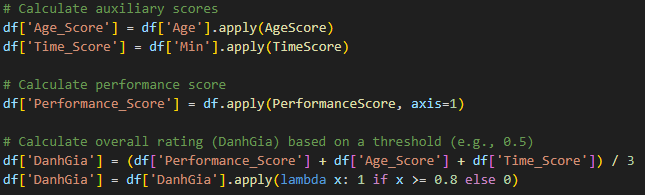 # Calculate auxiliary scores
df['Age_Score'] = df['Age'].apply(AgeScore)
df['Time_Score'] = df['Min'].apply(TimeScore)
# Calculate performance score
df['Performance_Score'] = df.apply(PerformanceScore, axis=1)
# Calculate overall rating (DanhGia) based on a threshold (e.g., 0.5)
df['DanhGia'] = (df['Performance_Score'] + df['Age_Score'] + df['Time_Score']) / 3
df['DanhGia'] = df['DanhGia'].apply(lambda x: 1 if x >= 0.8 else 0)